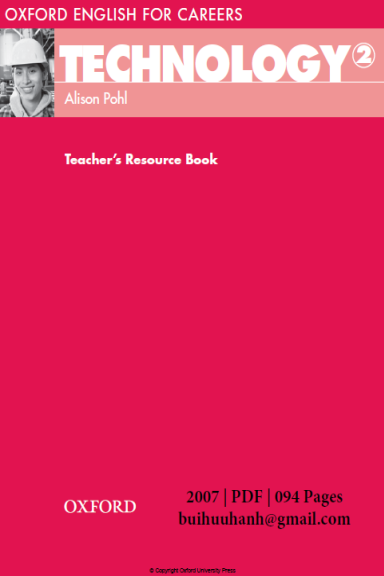 OXFORD ENGLISH FOR CAREERS
TECHNOLOGY 2
Alison Pohl
Teacher's Resource Book
2007 | PDF | 094 Pages
OXFORD
buihuuhanh@gmail.com
© Copyright Oxford University Press